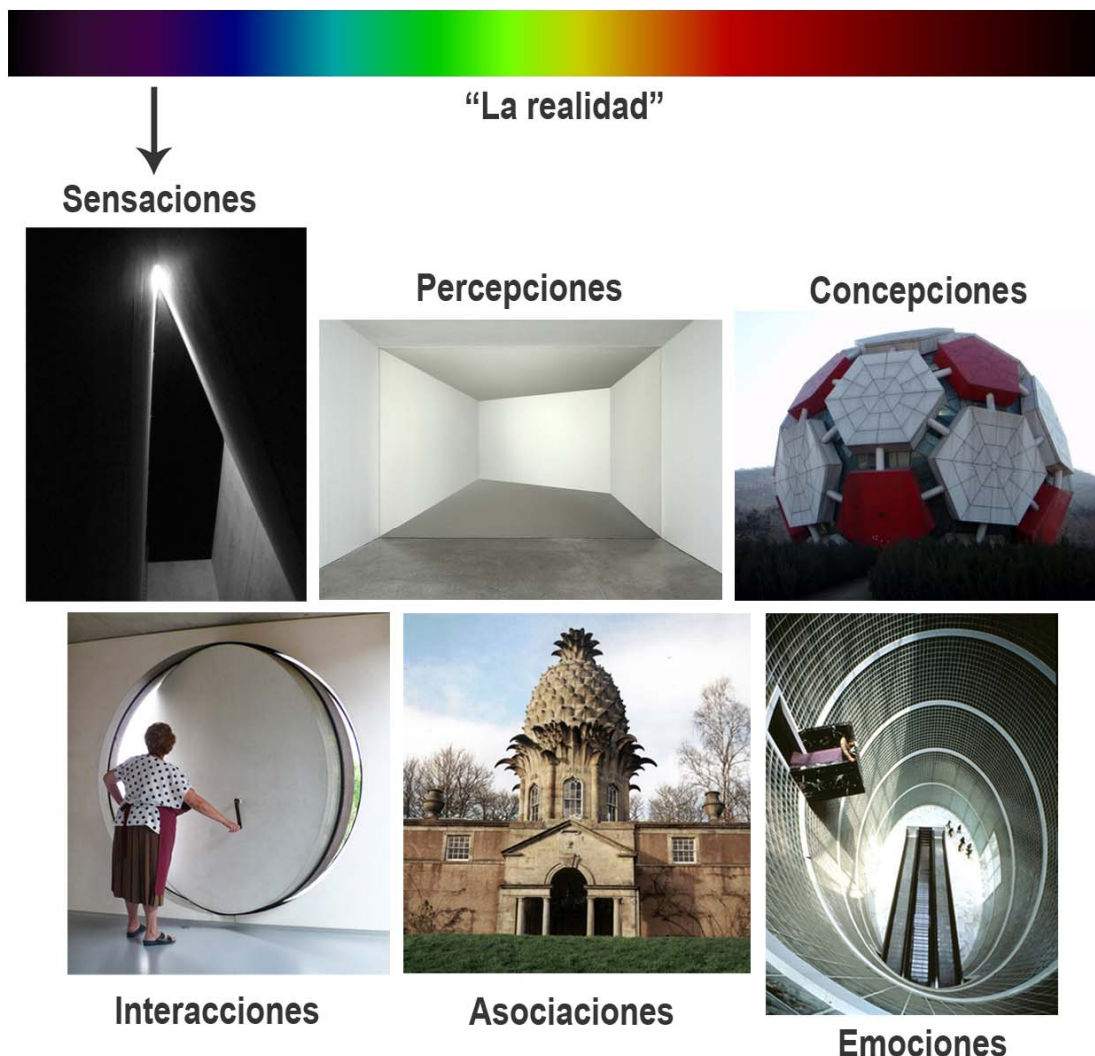 “La realidad”
Sensaciones
Percepciones
Concepciones
Interacciones
Asociaciones
Emociones